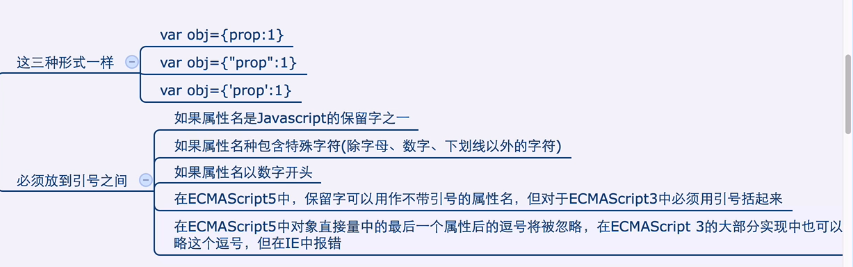 var obj={prop:1}
这三种形式一样
var obj={"prop":1}
var obj={'prop':1}
如果属性名是Javascript的保留字之一
如果属性名种包含特殊字符(除字母、数字、下划线以外的字符)
必须放到引号之间
如果属性名以数字开头
在ECMAScript5中，保留字可以用作不带引号的属性名，但对于ECMAScript3中必须用引号括起来
在ECMAScript5中对象直接量中的最后一个属性后的逗号将被忽略，在ECMAScript 3的大部分实现中也可以
略这个逗号，但在IE中报错